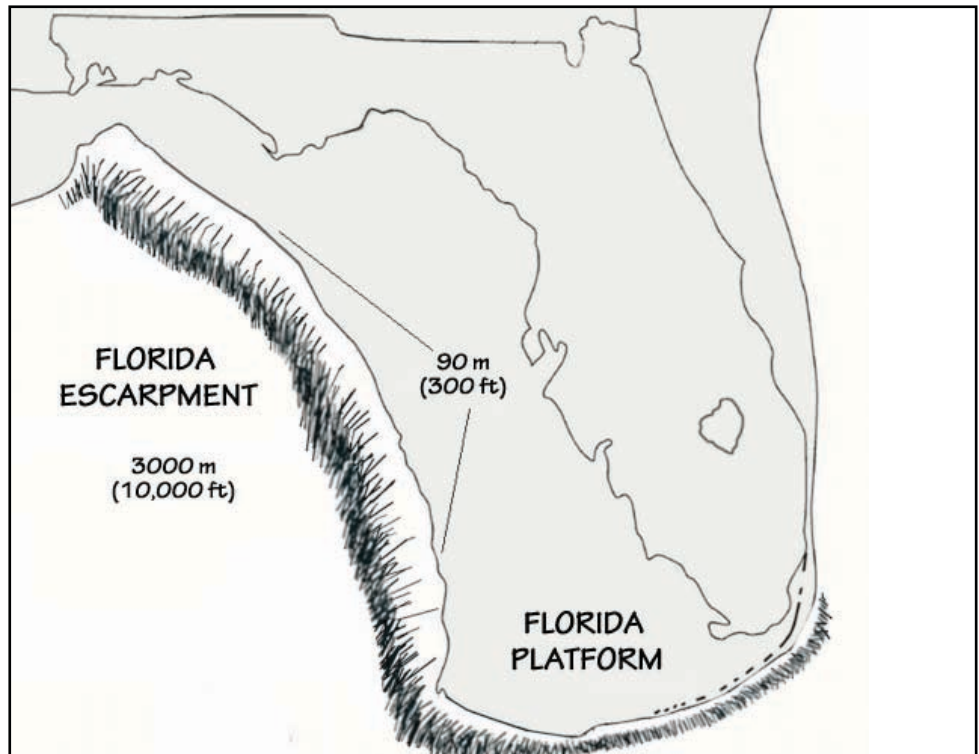 FLORIDA
ESCARPMENT
3000 m
(10,000 ft)
90 m
(300 ft)
FLORIDA
PLATFORM